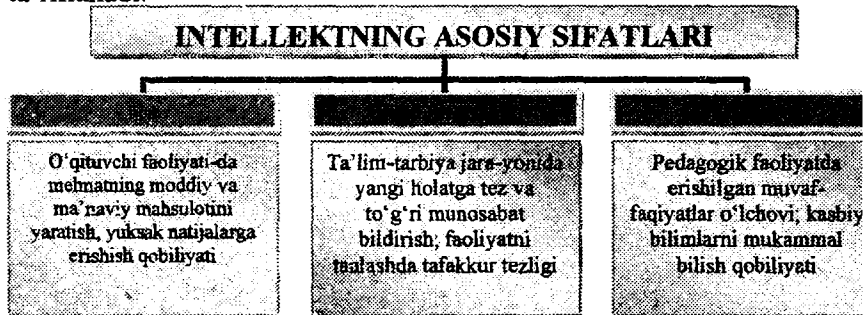 INTELLEKTNING ASOSIY SIFATLARI
O‘qituvchi faoliyati-da
mehnatning moddiy va
ma’naviy mahsulotini
yaratish, yuksak natijalarga
erishish qobiliyati
Ta’lim-tarbiya jara-yonida
yangi holatga tez va
to‘g‘ri munosabat
bildirish; faoliyatni
tanlashda tafakkur tezligi
Pedagogik faoliyatda
erishilgan muvaf-
faqiyatlar o‘lchovi; kasbiy
bilimlarni mukammal
bilish qobiliyati